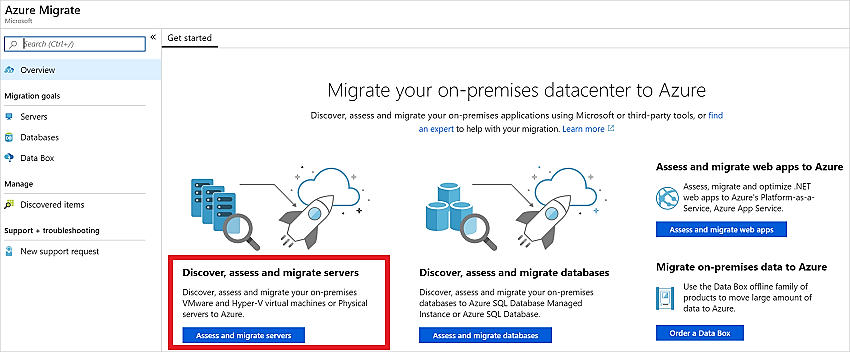 Azure Migrate
Microsoft
Search (Ctrl+/)
«
Overview
Migration goals
Servers
Databases
Data Box
Manage
Discovered items
Support + troubleshooting
New support request
Get started
Migrate your on-premises datacenter to Azure
Discover, assess and migrate your on-premises applications using Microsoft or third-party tools, or find
an expert to help with your migration. Learn more
Discover, assess and migrate servers
Discover, assess and migrate your on-premises
VMware and Hyper-V virtual machines or Physical
servers to Azure.
Assess and migrate servers
Discover, assess and migrate databases
Discover, assess and migrate your on-premises
databases to Azure SQL Database Managed
Instance or Azure SQL Database.
Assess and migrate databases
Assess and migrate web apps to Azure
Assess, migrate and optimize .NET
web apps to Azure's Platform-as-a-
Service, Azure App Service.
Assess and migrate web apps
Migrate on-premises data to Azure
Use the Data Box offline family of
products to move large amount of
data to Azure.
Order a Data Box